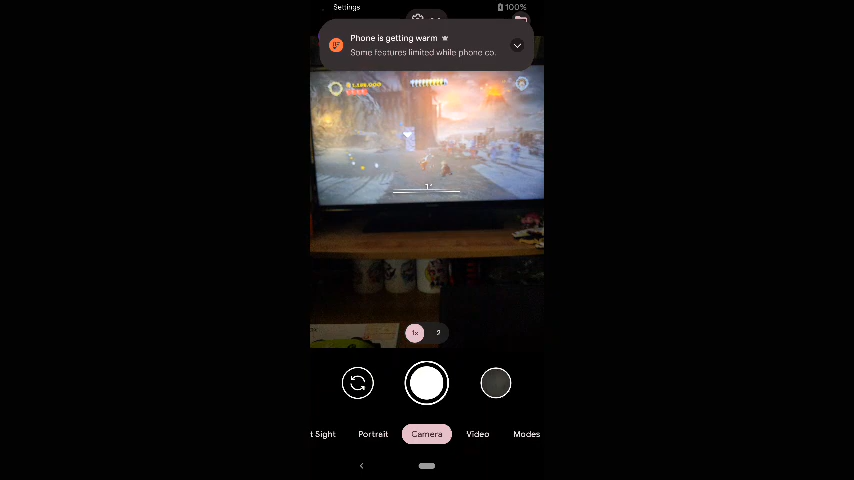 Settings
100%
Phone is getting warm
Some features limited while phone co.
1°
1x
2
t Sight
Portrait
Camera
Video
Modes